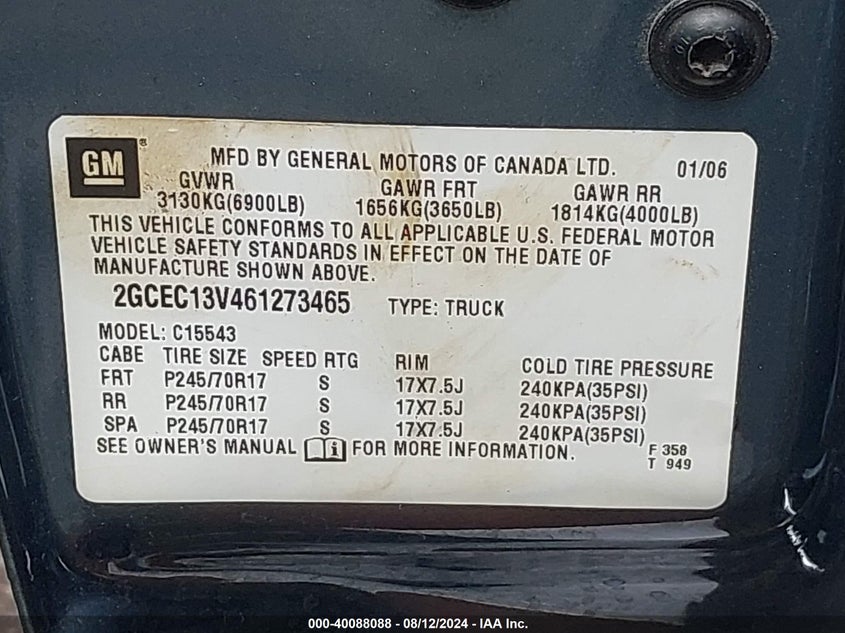 GM ® MFD BY GENERAL MOTORS OF CANADA LTD. 01/06
GVWR GAWR FRT GAWR RR
3130KG(6900LB) 1656KG(3650LB) 1814KG(4000LB)
THIS VEHICLE CONFORMS TO ALL APPLICABLE U.S. FEDERAL MOTOR
VEHICLE SAFETY STANDARDS IN EFFECT ON THE DATE OF
MANUFACTURE SHOWN ABOVE.
2GCEC13V461273465 TYPE: TRUCK
MODEL: C15543
CABE TIRE SIZE SPEED RTG RIM COLD TIRE PRESSURE
FRT P245/70R17 S 17X7.5J 240KPA(35PSI)
RR P245/70R17 S 17X7.5J 240KPA(35PSI)
SPA P245/70R17 S 17X7.5J 240KPA(35PSI)
SEE OWNER'S MANUAL i FOR MORE INFORMATION. F 358
T 949
000-40088088 - 08/12/2024 - IAA Inc.